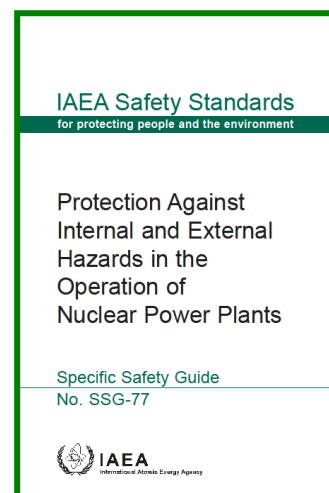 IAEA Safety Standards
for protecting people and the environment
Protection Against
Internal and External
Hazards in the
Operation of
Nuclear Power Plants
Specific Safety Guide
No. SSG-77
IAEA
International Atomic Energy Agency